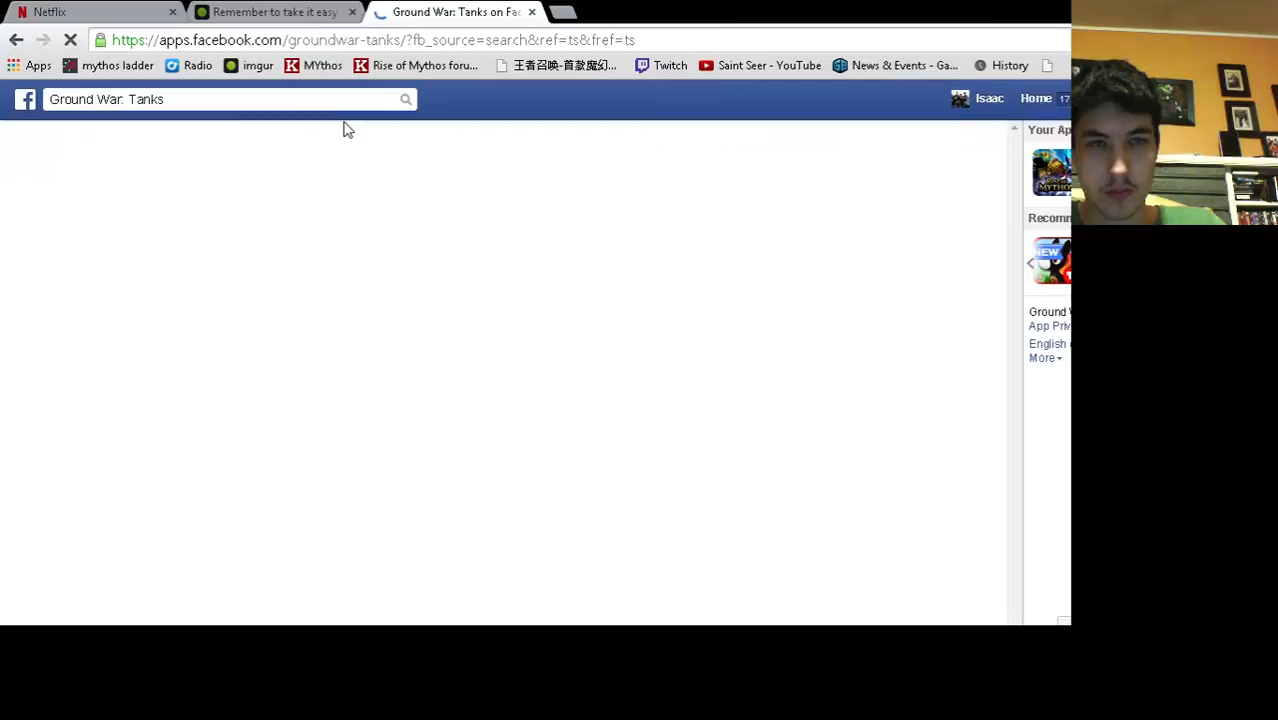 Netflix
Remember to take it easy
Ground War: Tanks on Fac
https://apps.facebook.com/groundwar-tanks/?fb_source=search&ref=ts&fref=ts
Apps mythos ladder Radio imgur MYthos Rise of Mythos foru... 王者召唤-首款魔幻... Twitch Saint Seer - YouTube News & Events - Ga... History
Ground War: Tanks
Isaac Home 17
Your Ap
MYTHOS
Recomm
NEW
Ground W
App Priv
English
More